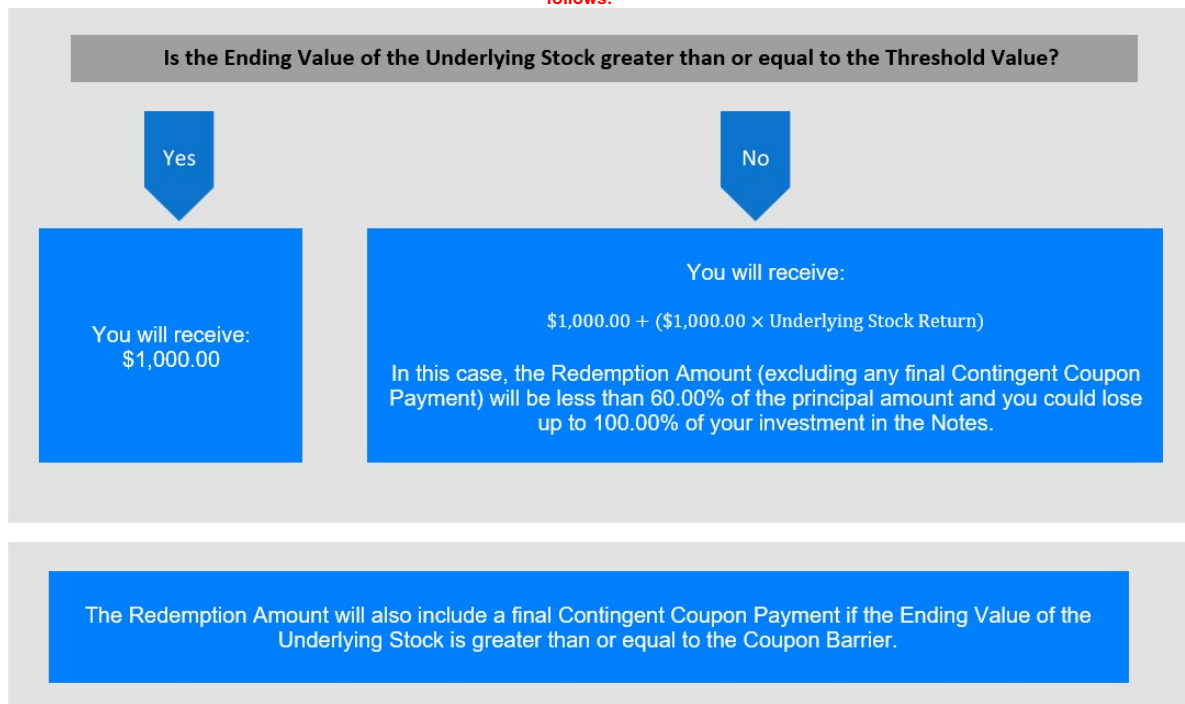 follows:
Is the Ending Value of the Underlying Stock greater than or equal to the Threshold Value?
Yes
No
You will receive:
$1,000.00
You will receive:
$1,000.00 + ($1,000.00 × Underlying Stock Return)
In this case, the Redemption Amount (excluding any final Contingent Coupon
Payment) will be less than 60.00% of the principal amount and you could lose
up to 100.00% of your investment in the Notes.
The Redemption Amount will also include a final Contingent Coupon Payment if the Ending Value of the
Underlying Stock is greater than or equal to the Coupon Barrier.